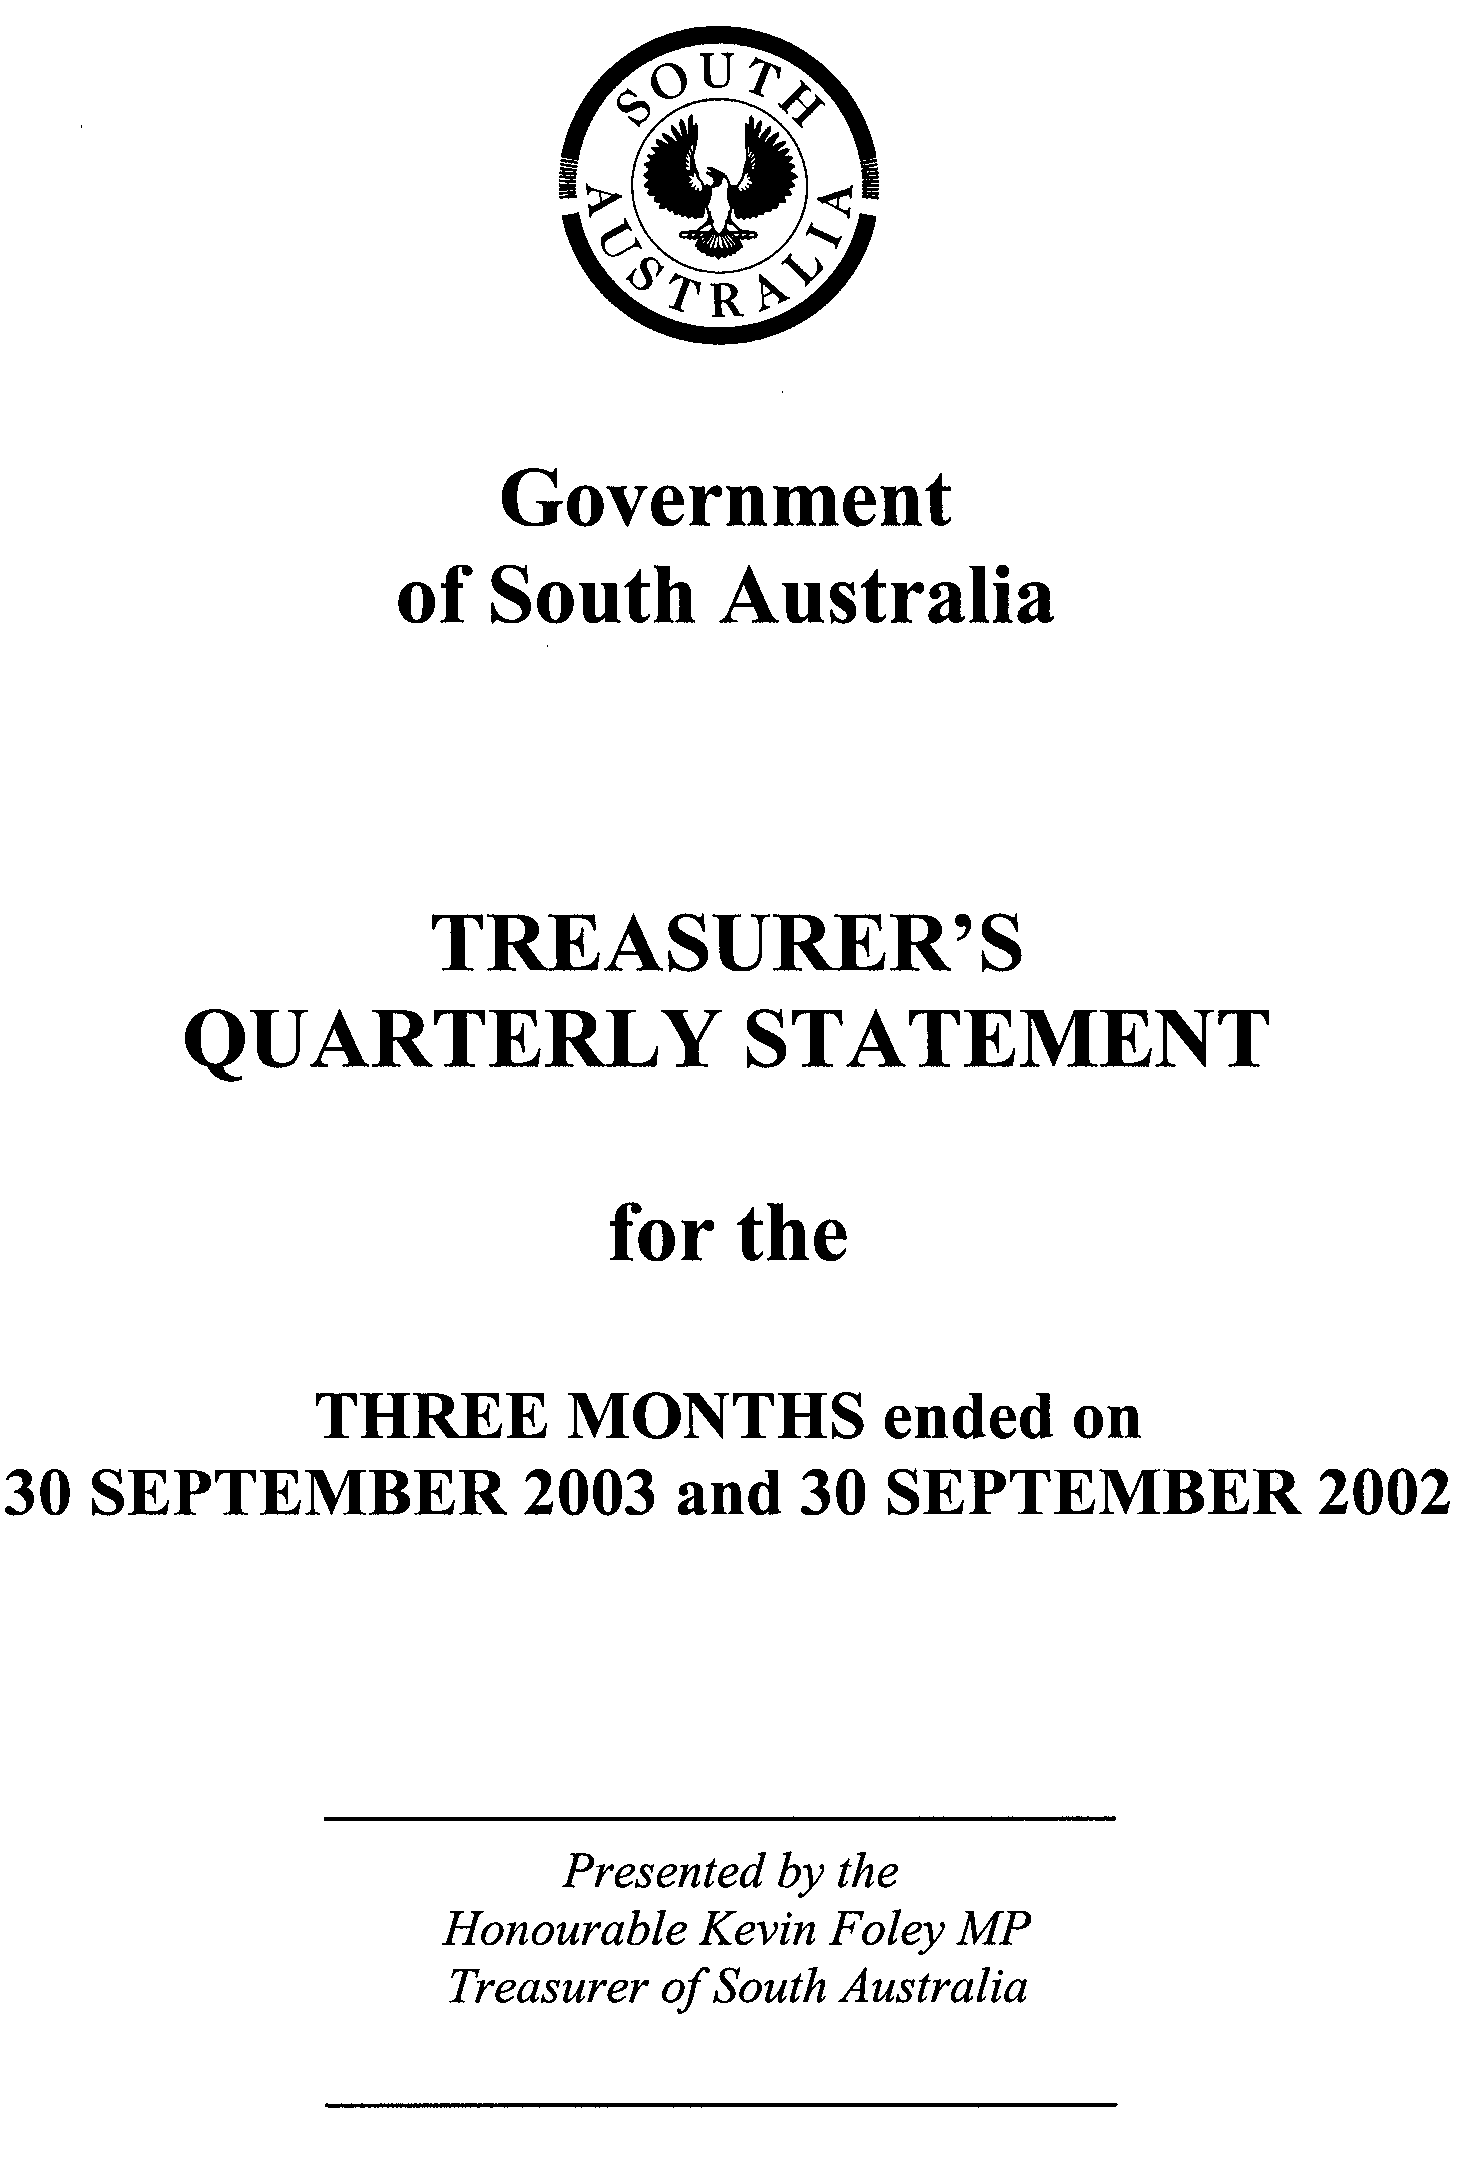 SOUTH
AUSTRALIA
Government
of South Australia
TREASURER’S
QUARTERLY STATEMENT
for the
THREE MONTHS ended on
30 SEPTEMBER 2003 and 30 SEPTEMBER 2002
Presented by the
Honourable Kevin Foley MP
Treasurer of South Australia